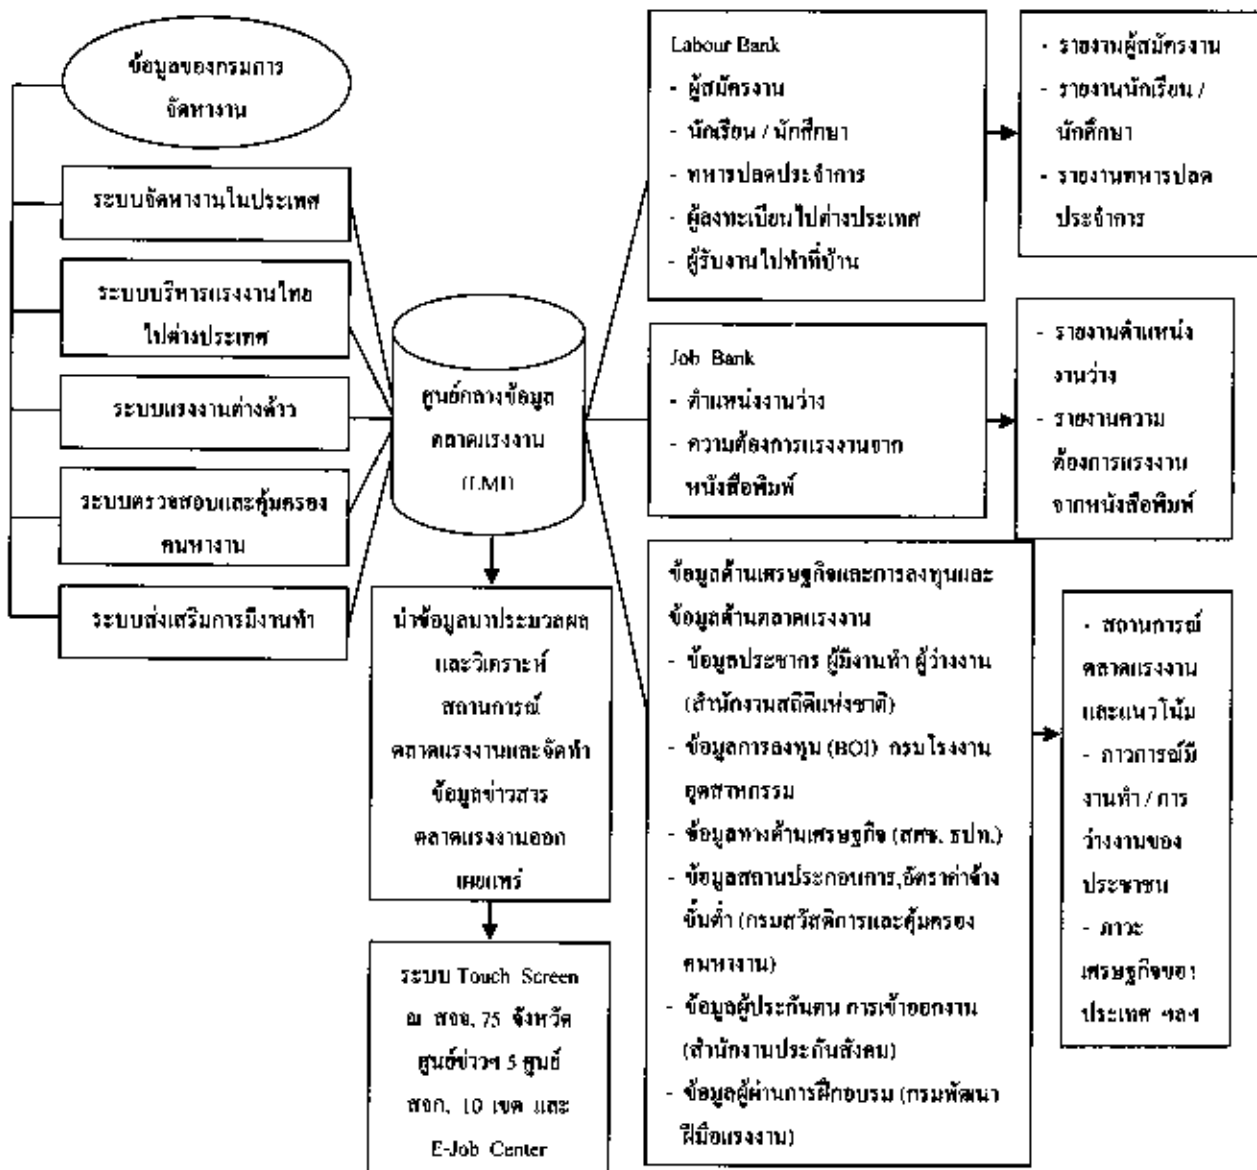 ข้อมูลของกรมการ
จัดหางาน
ระบบจัดหางานในประเทศ
ระบบบริหารแรงงานไทย
ไปต่างประเทศ
ระบบแรงงานต่างด้าว
ระบบตรวจสอบและคุ้มครอง
คนหางาน
ระบบส่งเสริมการมีงานทำ
ศูนย์กลางข้อมูล
ตลาดแรงงาน
(LMI)
นำข้อมูลมาประมวลผล
และวิเคราะห์
สถานการณ์
ตลาดแรงงานและจัดทำ
ข้อมูลข่าวสาร
ตลาดแรงงานออก
เผยแพร่
ระบบ Touch Screen
ณ สจจ. 75 จังหวัด
ศูนย์ข่าวฯ 5 ศูนย์
สจก. 10 เขต และ
E-Job Center
Labour Bank
- ผู้สมัครงาน
- นักเรียน / นักศึกษา
- ทหารปลดประจำการ
- ผู้ลงทะเบียนไปต่างประเทศ
- ผู้รับงานไปทำที่บ้าน
Job Bank
- ตำแหน่งงานว่าง
- ความต้องการแรงงานจาก
หนังสือพิมพ์
ข้อมูลด้านเศรษฐกิจและการลงทุนและ
ข้อมูลด้านตลาดแรงงาน
- ข้อมูลประชากร ผู้มีงานทำ ผู้ว่างงาน
(สำนักงานสถิติแห่งชาติ)
- ข้อมูลการลงทุน (BOI) กรมโรงงาน
อุตสาหกรรม
- ข้อมูลทางด้านเศรษฐกิจ (สศช. ธปท.)
- ข้อมูลสถานประกอบการ,อัตราค่าจ้าง
ขั้นต่ำ (กรมสวัสดิการและคุ้มครอง
คนหางาน)
- ข้อมูลผู้ประกันตน การเข้าออกงาน
(สำนักงานประกันสังคม)
- ข้อมูลผู้ผ่านการฝึกอบรม (กรมพัฒนา
ฝีมือแรงงาน)
- รายงานผู้สมัครงาน
- รายงานนักเรียน /
นักศึกษา
- รายงานทหารปลด
ประจำการ
- รายงานตำแหน่ง
งานว่าง
- รายงานความ
ต้องการแรงงาน
จากหนังสือพิมพ์
- สถานการณ์
ตลาดแรงงาน
และแนวโน้ม
- ภาวการณ์มี
งานทำ / การ
ว่างงานของ
ประชาชน
- ภาวะ
เศรษฐกิจของ
ประเทศ ฯลฯ